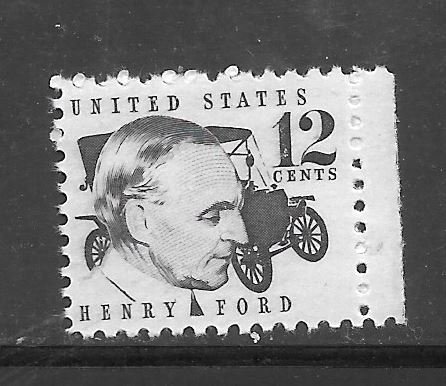 UNITED STATES
12
CENTS
HENRY FORD